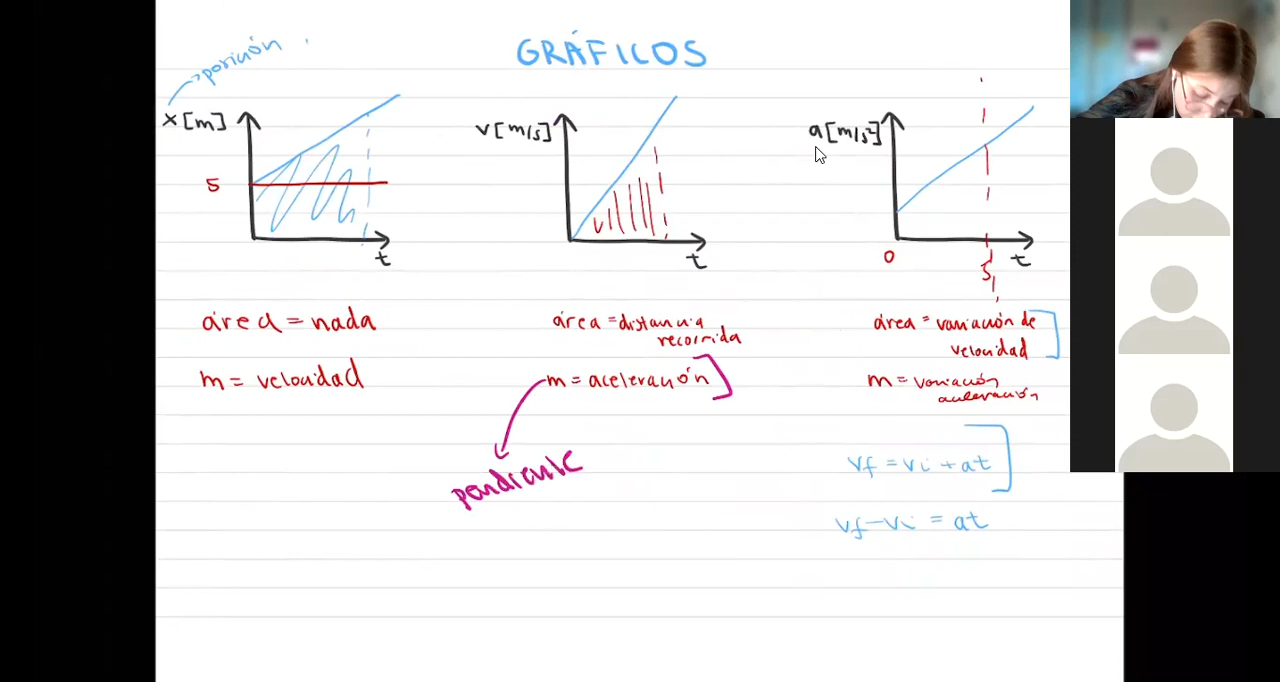 GRÁFICOS
posición
x [m]
5
t
área = nada
m = velocidad
v [m/s]
t
área = distancia
recorrida
m = aceleración
pendiente
a [m/s²]
0
5
t
área = variación de
velocidad
m = variación
aceleración
vf = vi + at
vf - vi = at